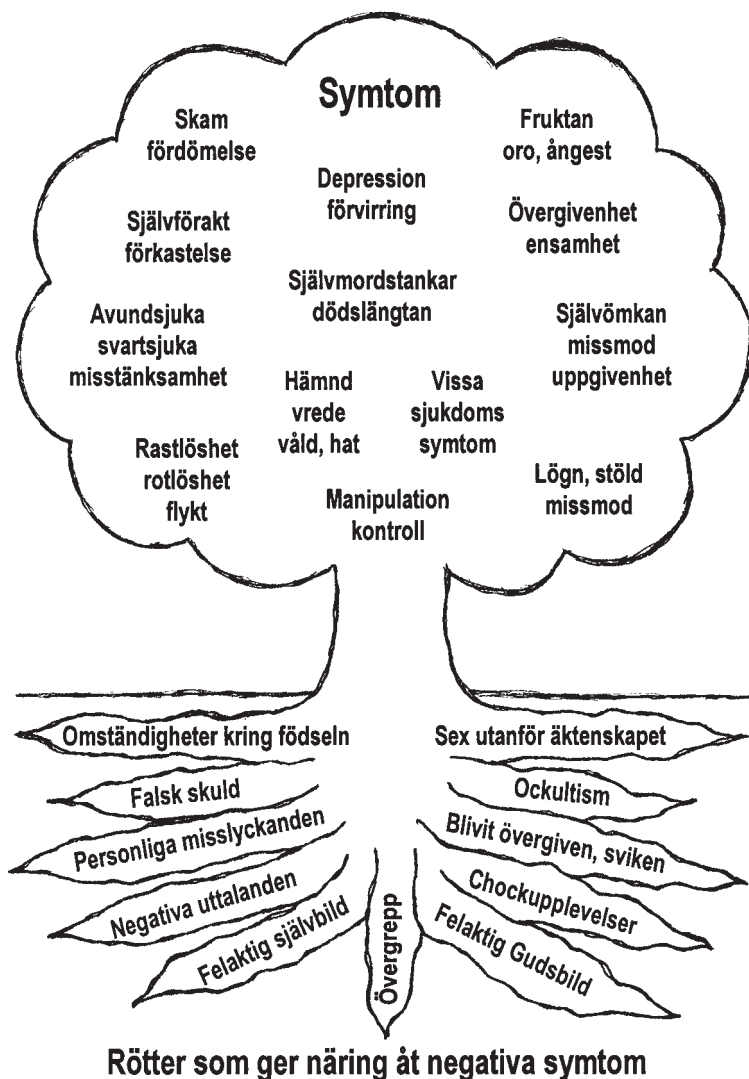 Symtom
Skam
fördömelse
Fruktan
oro, ångest
Depression
förvirring
Självförakt
förkastelse
Övergivenhet
ensamhet
Självmordstankar
dödslängtan
Avundsjuka
svartsjuka
misstänksamhet
Självömkan
missmod
uppgivenhet
Hämnd
vrede
våld, hat
Vissa
sjukdoms
symtom
Rastlöshet
rotlöshet
flykt
Manipulation
kontroll
Lögn, stöld
missmod
Omständigheter kring födseln
Falsk skuld
Personliga misslyckanden
Negativa uttalanden
Felaktig självbild
Övergrepp
Sex utanför äktenskapet
Ockultism
Blivit övergiven, sviken
Chockupplevelser
Felaktig Gudsbild
Rötter som ger näring åt negativa symtom